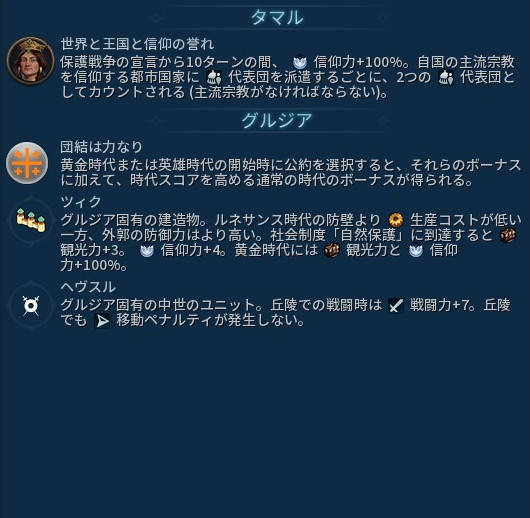 タマル
世界と王国と信仰の誉れ
保護戦争の宣言から10ターンの間、 信仰力+100%。自国の主流宗教
を信仰する都市国家に 代表団を派遣するごとに、2つの 代表団と
してカウントされる (主流宗教がなければならない)。
グルジア
団結は力なり
黄金時代または英雄時代の開始時に公約を選択すると、それらのボーナス
に加えて、時代スコアを高める通常の時代のボーナスが得られる。
ツィク
グルジア固有の建造物。ルネサンス時代の防壁より 生産コストが低い
一方、外郭の防御力はより高い。社会制度「自然保護」に到達すると
観光力+3。 信仰力+4。黄金時代には 観光力と 信仰
力+100%。
ヘヴスル
グルジア固有の中世のユニット。丘陵での戦闘時は 戦闘力+7。丘陵
でも 移動ペナルティが発生しない。